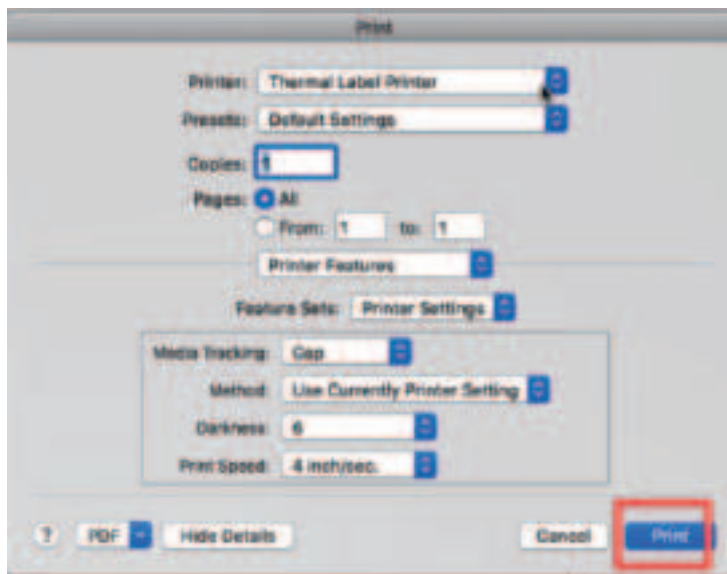 Print
Printer: Thermal Label Printer
Presets: Default Settings
Copies: 1
Pages: All
From: 1 to: 1
Printer Features
Feature Sets: Printer Settings
Media Tracking: Gap
Method: Use Currently Printer Setting
Darkness: 6
Print Speed: 4 inch/sec.
? PDF Hide Details Cancel Print